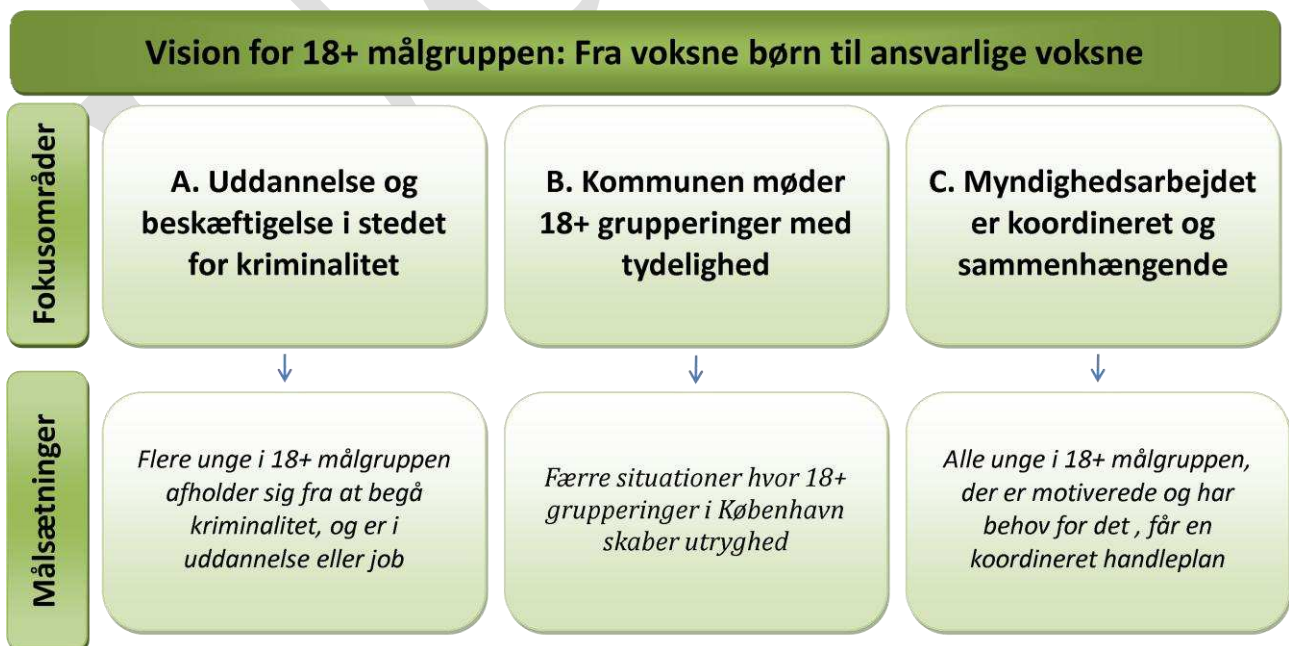 Vision for 18+ målgruppen: Fra voksne børn til ansvarlige voksne
Fokusområder
A. Uddannelse og
beskæftigelse i stedet
for kriminalitet
B. Kommunen møder
18+ grupperinger med
tydelighed
C. Myndighedsarbejdet
er koordineret og
sammenhængende
Målsætninger
Flere unge i 18+ målgruppen
afholder sig fra at begå
kriminalitet, og er i
uddannelse eller job
Færre situationer hvor 18+
grupperinger i København
skaber utryghed
Alle unge i 18+ målgruppen,
der er motiverede og har
behov for det , får en
koordineret handleplan